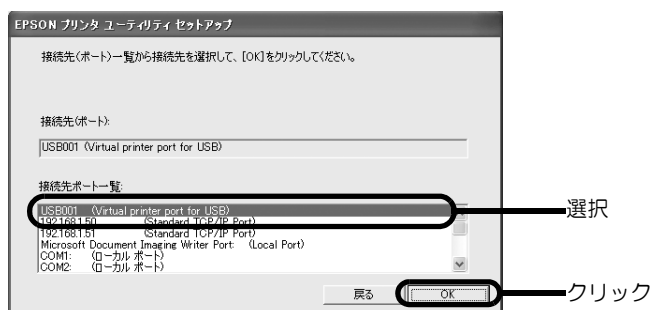 EPSON プリンタ ユーティリティ セットアップ
接続先(ポート)一覧から接続先を選択して、[OK]をクリックしてください。
接続先(ポート):
USB001 (Virtual printer port for USB)
接続先ポート一覧:
USB001 (Virtual printer port for USB)
192.168.1.50 (Standard TCP/IP Port)
192.168.1.51 (Standard TCP/IP Port)
Microsoft Document Imaging Writer Port: (Local Port)
COM1: (ローカル ポート)
COM2: (ローカル ポート)
選択
戻る
OK
クリック